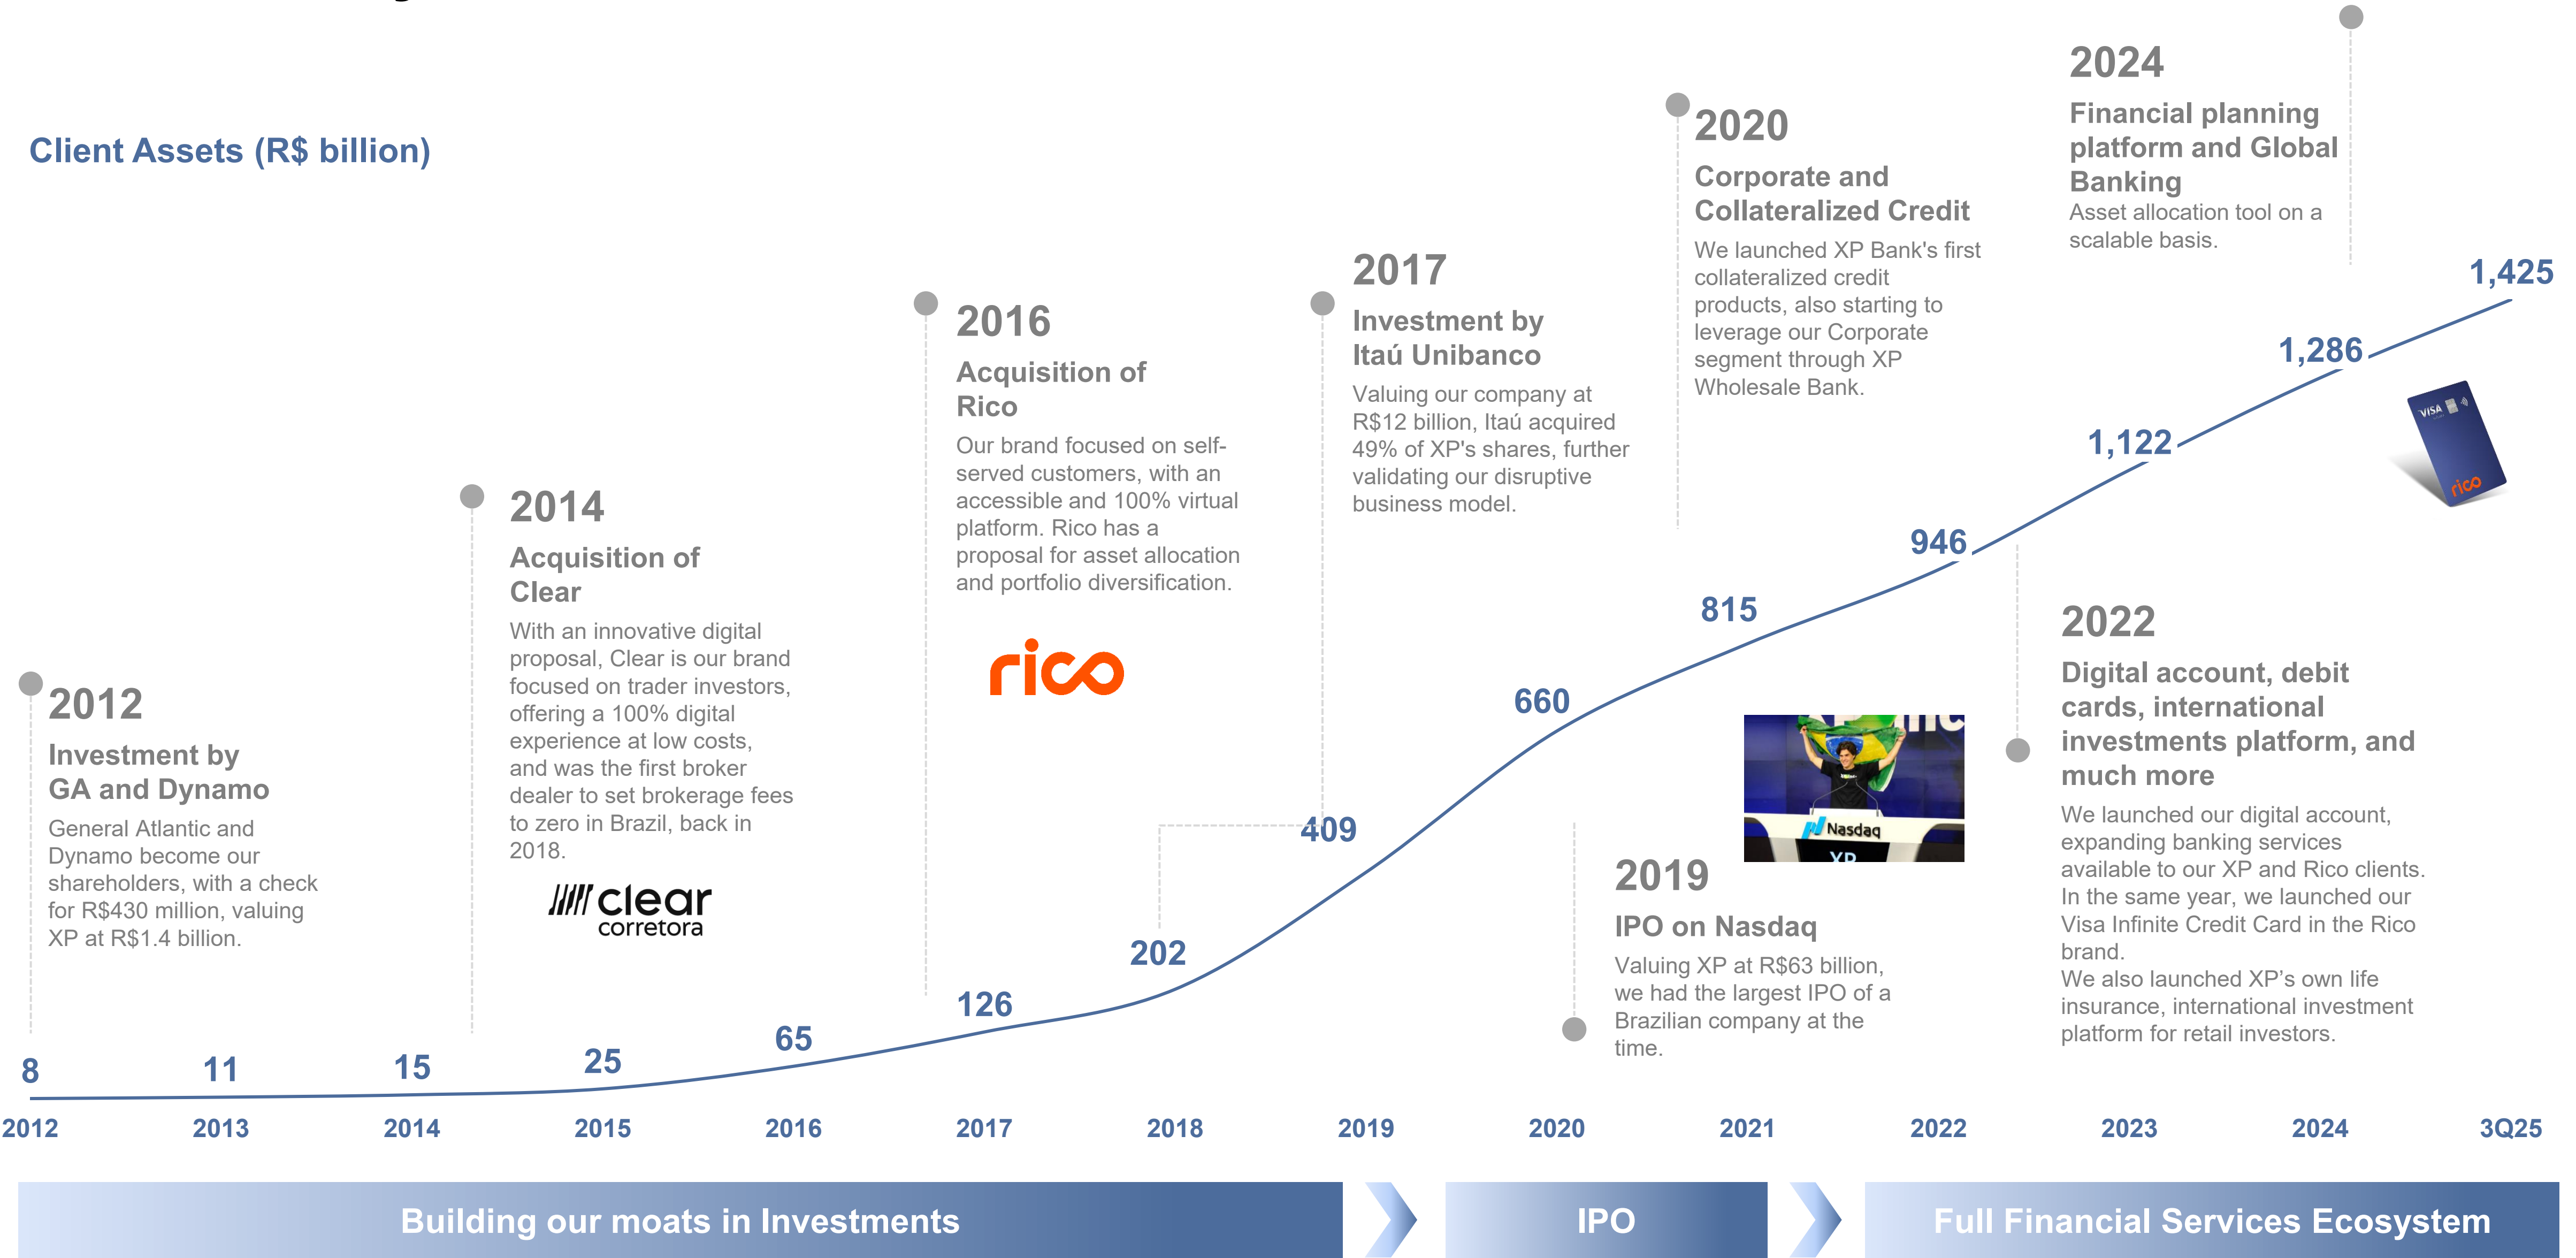 Client Assets (R$ billion)
2012
Investment by
GA and Dynamo
General Atlantic and
Dynamo become our
shareholders, with a check
for R$430 million, valuing
XP at R$1.4 billion.
2014
Acquisition of
Clear
With an innovative digital
proposal, Clear is our brand
focused on trader investors,
offering a 100% digital
experience at low costs,
and was the first broker
dealer to set brokerage fees
to zero in Brazil, back in
2018.
clear
corretora
2016
Acquisition of
Rico
Our brand focused on self-
served customers, with an
accessible and 100% virtual
platform. Rico has a
proposal for asset allocation
and portfolio diversification.
rico
2017
Investment by
Itaú Unibanco
Valuing our company at
R$12 billion, Itaú acquired
49% of XP's shares, further
validating our disruptive
business model.
2020
Corporate and
Collateralized Credit
We launched XP Bank's first
collateralized credit
products, also starting to
leverage our Corporate
segment through XP
Wholesale Bank.
2024
Financial planning
platform and Global
Banking
Asset allocation tool on a
scalable basis.
VISA
rico
Nasdaq
XP
2019
IPO on Nasdaq
Valuing XP at R$63 billion,
we had the largest IPO of a
Brazilian company at the
time.
2022
Digital account, debit
cards, international
investments platform, and
much more
We launched our digital account,
expanding banking services
available to our XP and Rico clients.
In the same year, we launched our
Visa Infinite Credit Card in the Rico
brand.
We also launched XP’s own life
insurance, international investment
platform for retail investors.
8
11
15
25
65
126
202
409
660
815
946
1,122
1,286
1,425
2012
2013
2014
2015
2016
2017
2018
2019
2020
2021
2022
2023
2024
3Q25
Building our moats in Investments
IPO
Full Financial Services Ecosystem